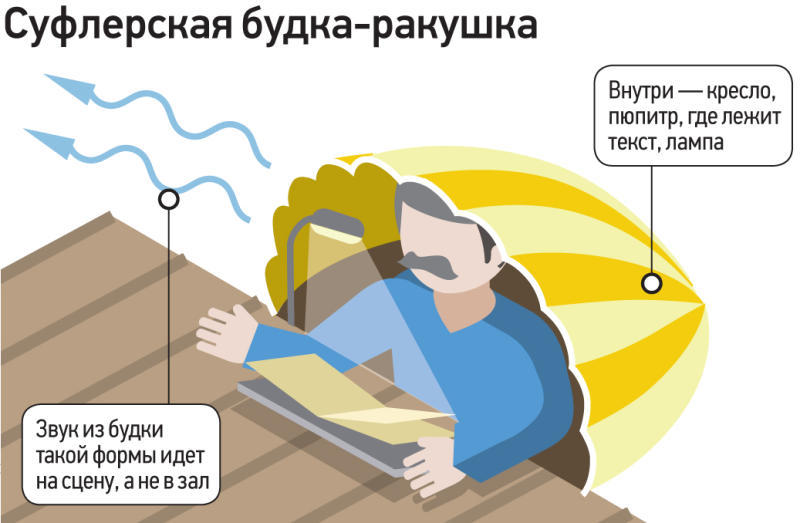 Суфлерская будка-ракушка
Внутри — кресло,
пюпитр, где лежит
текст, лампа
Звук из будки
такой формы идет
на сцену, а не в зал